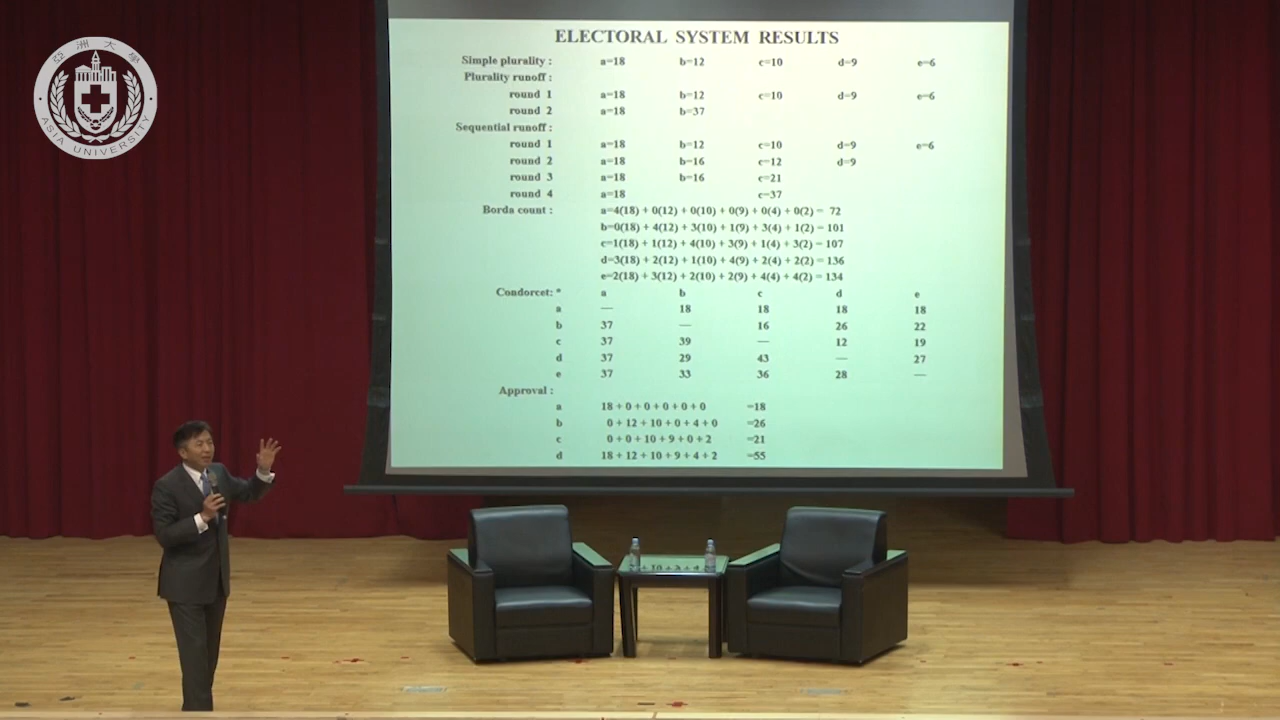 亞洲大學
ASIA UNIVERSITY
ELECTORAL SYSTEM RESULTS
Simple plurality : a=18 b=12 c=10 d=9 e=6
Plurality runoff :
round 1 a=18 b=12 c=10 d=9 e=6
round 2 a=18 b=37
Sequential runoff :
round 1 a=18 b=12 c=10 d=9 e=6
round 2 a=18 b=16 c=12 d=9
round 3 a=18 b=16 c=21
round 4 a=18 c=37
Borda count : a=4(18) + 0(12) + 0(10) + 0(9) + 0(4) + 0(2) = 72
b=0(18) + 4(12) + 3(10) + 1(9) + 3(4) + 1(2) = 101
c=1(18) + 1(12) + 4(10) + 3(9) + 1(4) + 3(2) = 107
d=3(18) + 2(12) + 1(10) + 4(9) + 2(4) + 2(2) = 136
e=2(18) + 3(12) + 2(10) + 2(9) + 4(4) + 4(2) = 134
Condorcet: * a b c d e
a — 18 18 18 18
b 37 — 16 26 22
c 37 39 — 12 19
d 37 29 43 — 27
e 37 33 36 28 —
Approval :
a 18 + 0 + 0 + 0 + 0 + 0 =18
b 0 + 12 + 10 + 0 + 4 + 0 =26
c 0 + 0 + 10 + 9 + 0 + 2 =21
d 18 + 12 + 10 + 9 + 4 + 2 =55